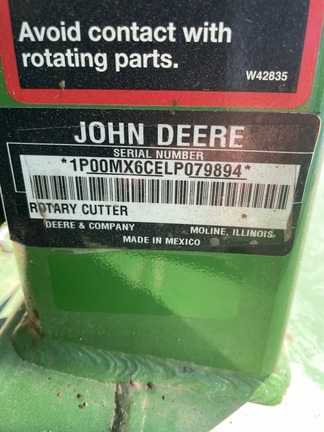 Avoid contact with
rotating parts.
W42835
JOHN DEERE
SERIAL NUMBER
*1P00MX6CELP079894*
ROTARY CUTTER
DEERE & COMPANY MOLINE, ILLINOIS
MADE IN MEXICO